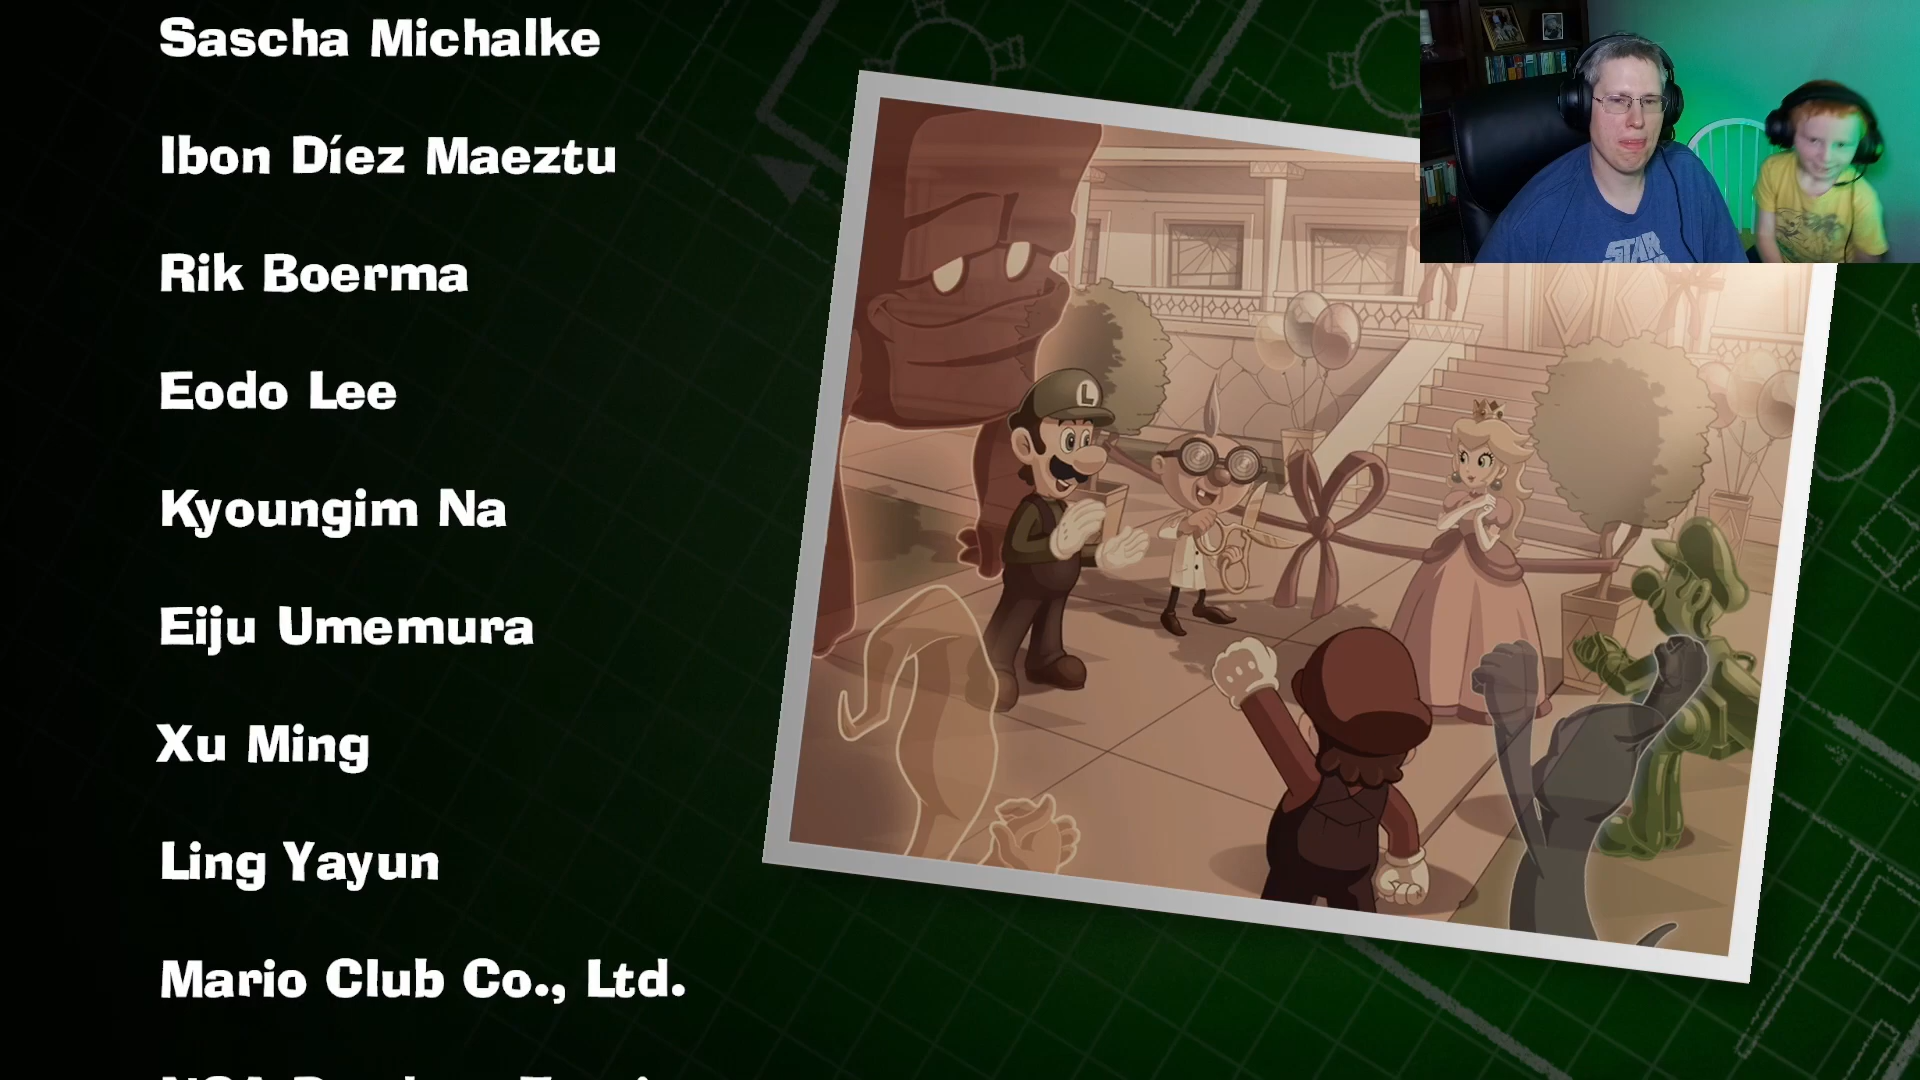 Sascha Michalke
Ibon Díez Maeztu
Rik Boerma
Eodo Lee
Kyoungim Na
Eiju Umemura
Xu Ming
Ling Yayun
Mario Club Co., Ltd.
L
STAR